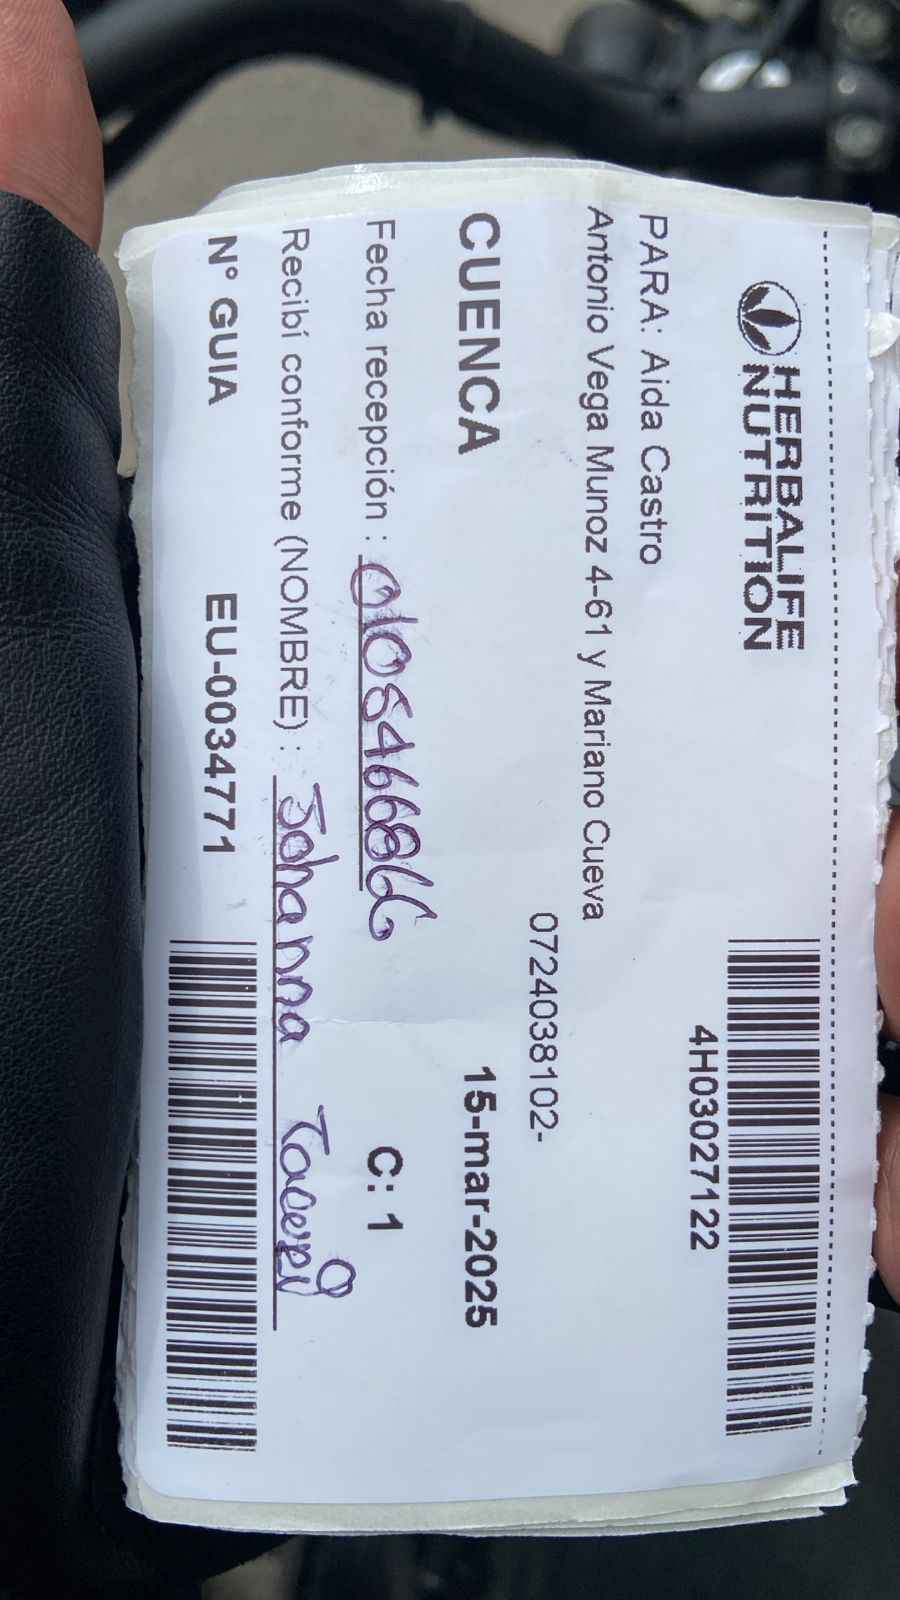 HERBALIFE
NUTRITION
4H03027122
PARA: Aida Castro
Antonio Vega Munoz 4-61 y Mariano Cueva
0724038102-
CUENCA 15-mar-2025
Fecha recepción : 0105466866 C: 1
Recibí conforme (NOMBRE) : Johanna
N° GUIA EU-0034771